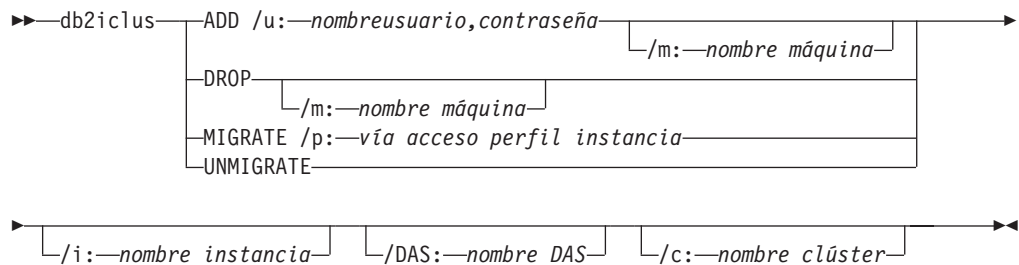 db2iclus ADD /u: nombreusuario,contraseña
/m: nombre máquina
DROP
/m: nombre máquina
MIGRATE /p: vía acceso perfil instancia
UNMIGRATE
/i: nombre instancia /DAS: nombre DAS /c: nombre clúster